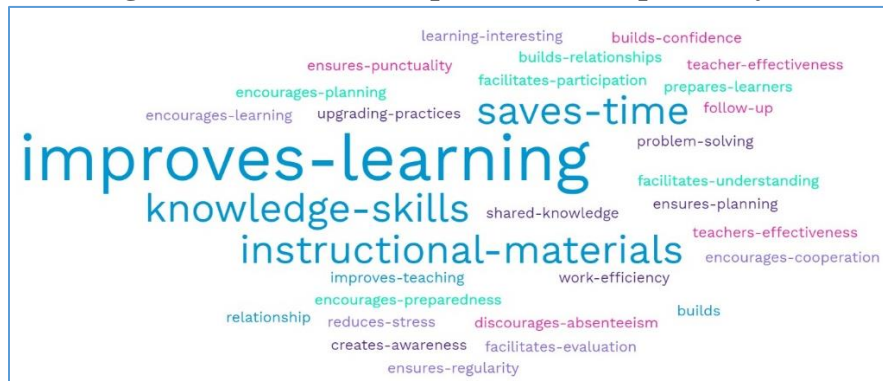 learning-interesting
builds-confidence
builds-relationships
ensures-punctuality
teacher-effectiveness
facilitates-participation
prepares-learners
encourages-planning
saves-time
follow-up
encourages-learning
upgrading-practices
problem-solving
improves-learning
facilitates-understanding
knowledge-skills
shared-knowledge
ensures-planning
teachers-effectiveness
instructional-materials
encourages-cooperation
improves-teaching
work-efficiency
encourages-preparedness
builds
relationship
reduces-stress
discourages-absenteeism
creates-awareness
facilitates-evaluation
ensures-regularity